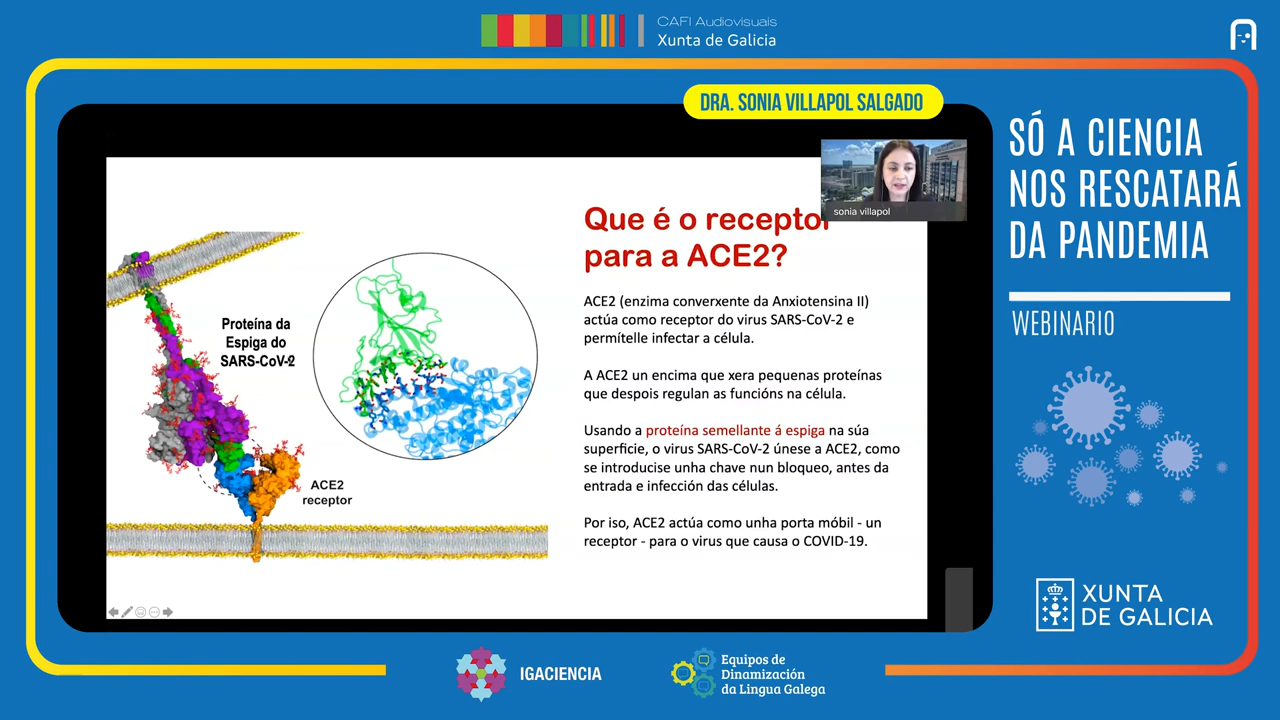 CAFI Audiovisuais
Xunta de Galicia
DRA. SONIA VILLAPOL SALGADO
SÓ A CIENCIA
NOS RESCATARÁ
DA PANDEMIA
WEBINARIO
sonia villapol
Que é o receptor
para a ACE2?
Proteína da
Espiga do
SARS-CoV-2
ACE2
receptor
ACE2 (enzima converxente da Anxiotensina II)
actúa como receptor do virus SARS-CoV-2 e
permítelle infectar a célula.
A ACE2 un encima que xera pequenas proteínas
que despois regulan as funcións na célula.
Usando a proteína semellante á espiga na súa
superficie, o virus SARS-CoV-2 únese a ACE2, como
se introducise unha chave nun bloqueo, antes da
entrada e infección das células.
Por iso, ACE2 actúa como unha porta móbil - un
receptor - para o virus que causa o COVID-19.
XUNTA
DE GALICIA
IGACIENCIA
Equipos de
Dinamización
da Lingua Galega